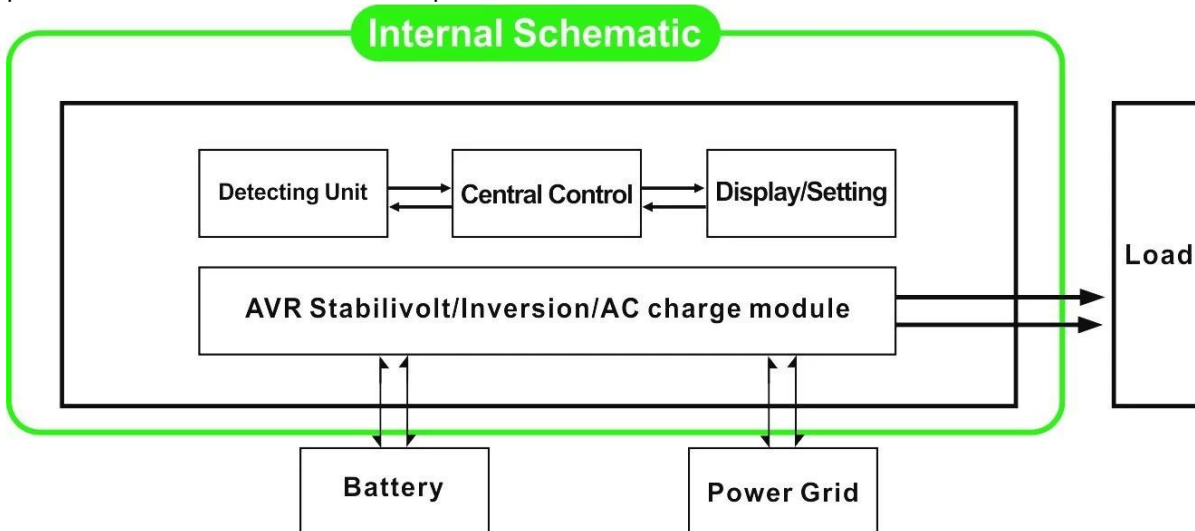 Internal Schematic
Detecting Unit
Central Control
Display/Setting
Load
AVR Stabilivolt/Inversion/AC charge module
Battery
Power Grid